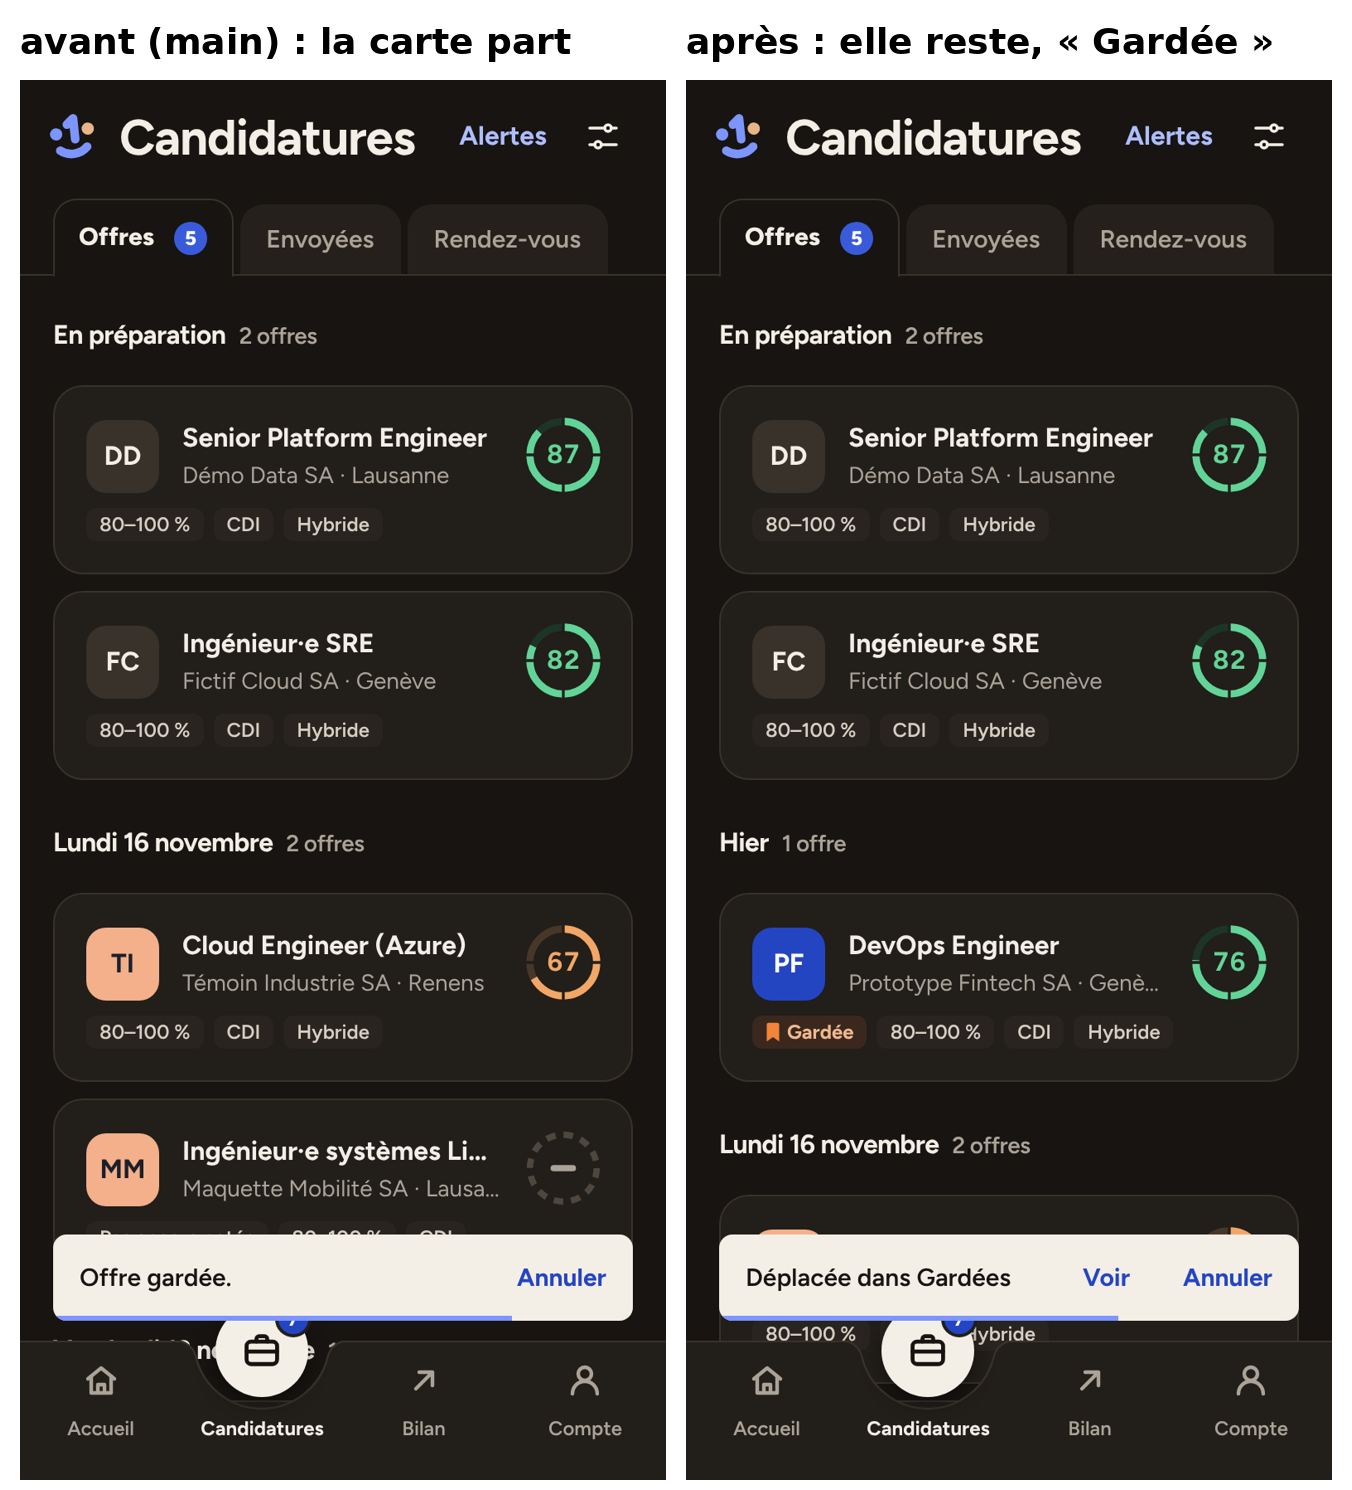 avant (main) : la carte part
Candidatures
Alertes
Offres 5
Envoyées
Rendez-vous
En préparation 2 offres
DD
Senior Platform Engineer
Démo Data SA · Lausanne
87
80–100 %
CDI
Hybride
FC
Ingénieur·e SRE
Fictif Cloud SA · Genève
82
80–100 %
CDI
Hybride
Lundi 16 novembre 2 offres
TI
Cloud Engineer (Azure)
Témoin Industrie SA · Renens
67
80–100 %
CDI
Hybride
MM
Ingénieur·e systèmes Li...
Maquette Mobilité SA · Lausa...
80–100 %
CDI
Offre gardée.
Annuler
Accueil
Candidatures
Bilan
Compte
après : elle reste, « Gardée »
Candidatures
Alertes
Offres 5
Envoyées
Rendez-vous
En préparation 2 offres
DD
Senior Platform Engineer
Démo Data SA · Lausanne
87
80–100 %
CDI
Hybride
FC
Ingénieur·e SRE
Fictif Cloud SA · Genève
82
80–100 %
CDI
Hybride
Hier 1 offre
PF
DevOps Engineer
Prototype Fintech SA · Genè...
76
Gardée
80–100 %
CDI
Hybride
Lundi 16 novembre 2 offres
Déplacée dans Gardées
Voir
Annuler
80–100 %
Hybride
Accueil
Candidatures
Bilan
Compte